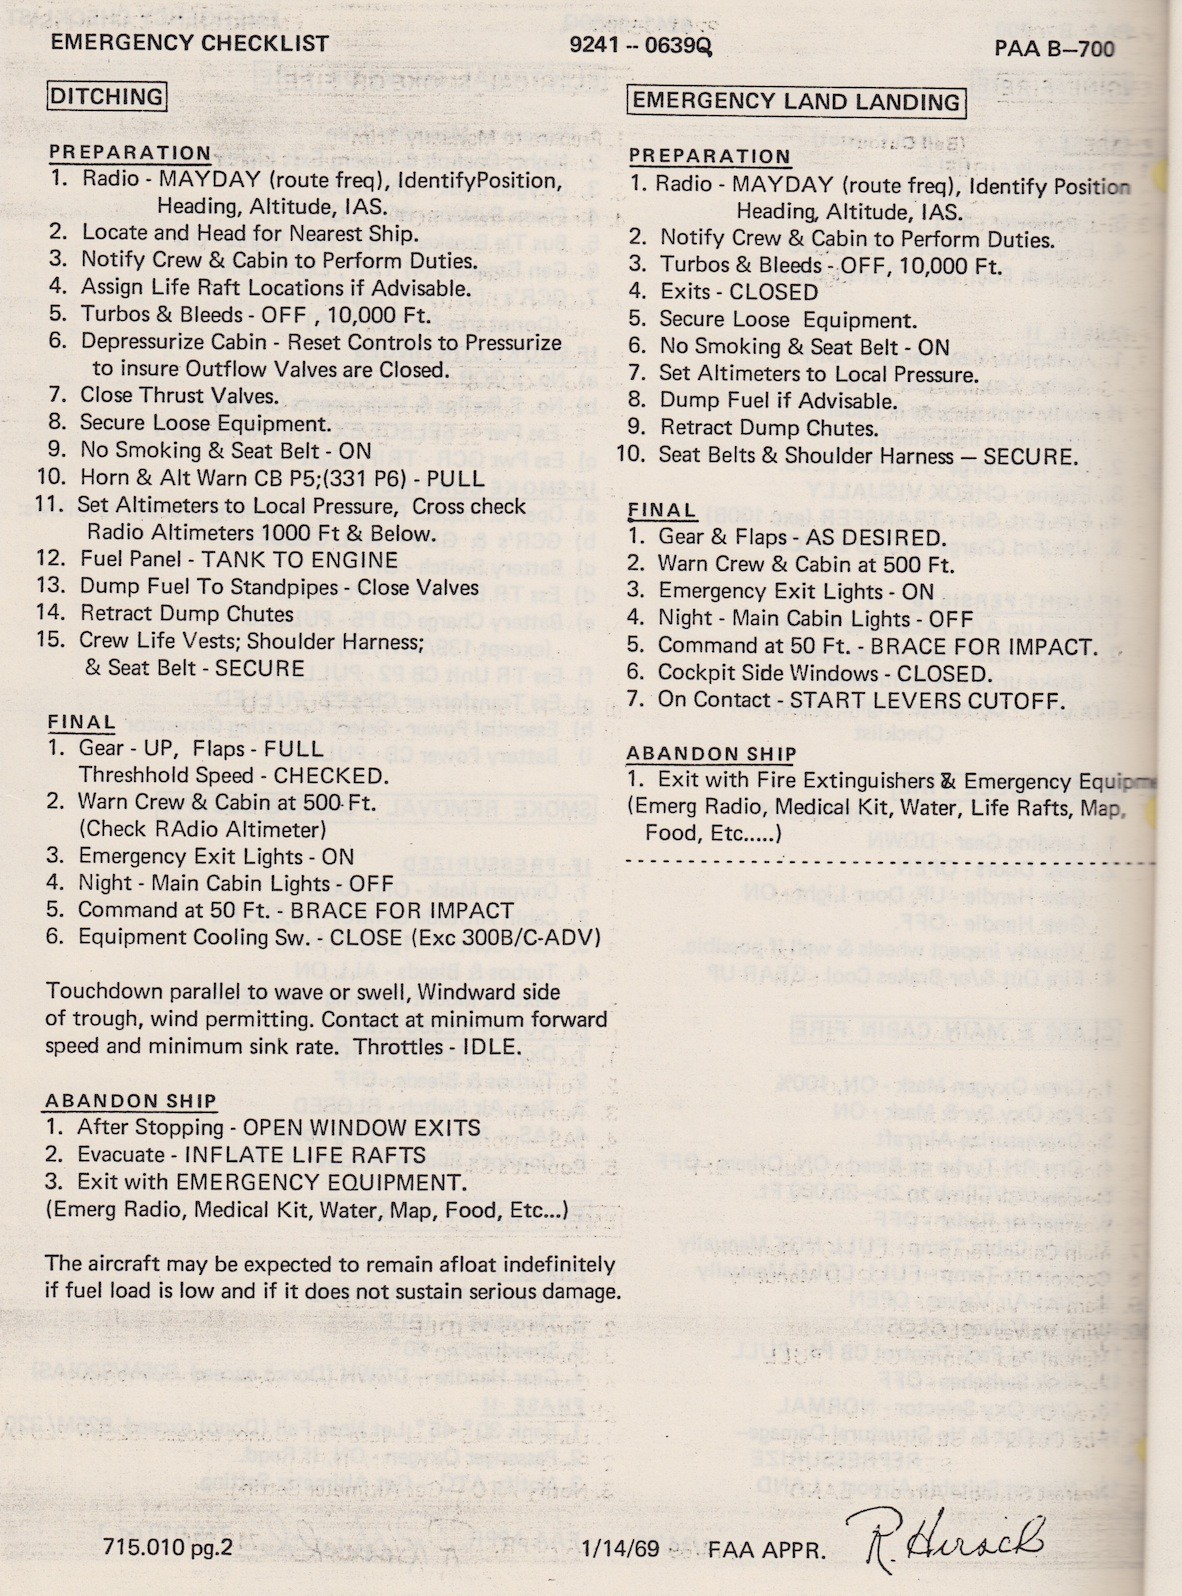 EMERGENCY CHECKLIST 9241 -- 0639Q PAA B—700
DITCHING
PREPARATION
1. Radio - MAYDAY (route freq), IdentifyPosition,
Heading, Altitude, IAS.
2. Locate and Head for Nearest Ship.
3. Notify Crew & Cabin to Perform Duties.
4. Assign Life Raft Locations if Advisable.
5. Turbos & Bleeds - OFF , 10,000 Ft.
6. Depressurize Cabin - Reset Controls to Pressurize
to insure Outflow Valves are Closed.
7. Close Thrust Valves.
8. Secure Loose Equipment.
9. No Smoking & Seat Belt - ON
10. Horn & Alt Warn CB P5;(331 P6) - PULL
11. Set Altimeters to Local Pressure, Cross check
Radio Altimeters 1000 Ft & Below.
12. Fuel Panel - TANK TO ENGINE
13. Dump Fuel To Standpipes - Close Valves
14. Retract Dump Chutes
15. Crew Life Vests; Shoulder Harness;
& Seat Belt - SECURE
FINAL
1. Gear - UP, Flaps - FULL
Threshhold Speed - CHECKED.
2. Warn Crew & Cabin at 500 Ft.
(Check RAdio Altimeter)
3. Emergency Exit Lights - ON
4. Night - Main Cabin Lights - OFF
5. Command at 50 Ft. - BRACE FOR IMPACT
6. Equipment Cooling Sw. - CLOSE (Exc 300B/C-ADV)
Touchdown parallel to wave or swell, Windward side
of trough, wind permitting. Contact at minimum forward
speed and minimum sink rate. Throttles - IDLE.
ABANDON SHIP
1. After Stopping - OPEN WINDOW EXITS
2. Evacuate - INFLATE LIFE RAFTS
3. Exit with EMERGENCY EQUIPMENT.
(Emerg Radio, Medical Kit, Water, Map, Food, Etc...)
The aircraft may be expected to remain afloat indefinitely
if fuel load is low and if it does not sustain serious damage.
EMERGENCY LAND LANDING
PREPARATION
1. Radio - MAYDAY (route freq), Identify Position
Heading, Altitude, IAS.
2. Notify Crew & Cabin to Perform Duties.
3. Turbos & Bleeds - OFF, 10,000 Ft.
4. Exits - CLOSED
5. Secure Loose Equipment.
6. No Smoking & Seat Belt - ON
7. Set Altimeters to Local Pressure.
8. Dump Fuel if Advisable.
9. Retract Dump Chutes.
10. Seat Belts & Shoulder Harness — SECURE.
FINAL
1. Gear & Flaps - AS DESIRED.
2. Warn Crew & Cabin at 500 Ft.
3. Emergency Exit Lights - ON
4. Night - Main Cabin Lights - OFF
5. Command at 50 Ft. - BRACE FOR IMPACT.
6. Cockpit Side Windows - CLOSED.
7. On Contact - START LEVERS CUTOFF.
ABANDON SHIP
1. Exit with Fire Extinguishers & Emergency Equipme
(Emerg Radio, Medical Kit, Water, Life Rafts, Map,
Food, Etc.....)
715.010 pg.2 1/14/69 FAA APPR. R. Hirsch